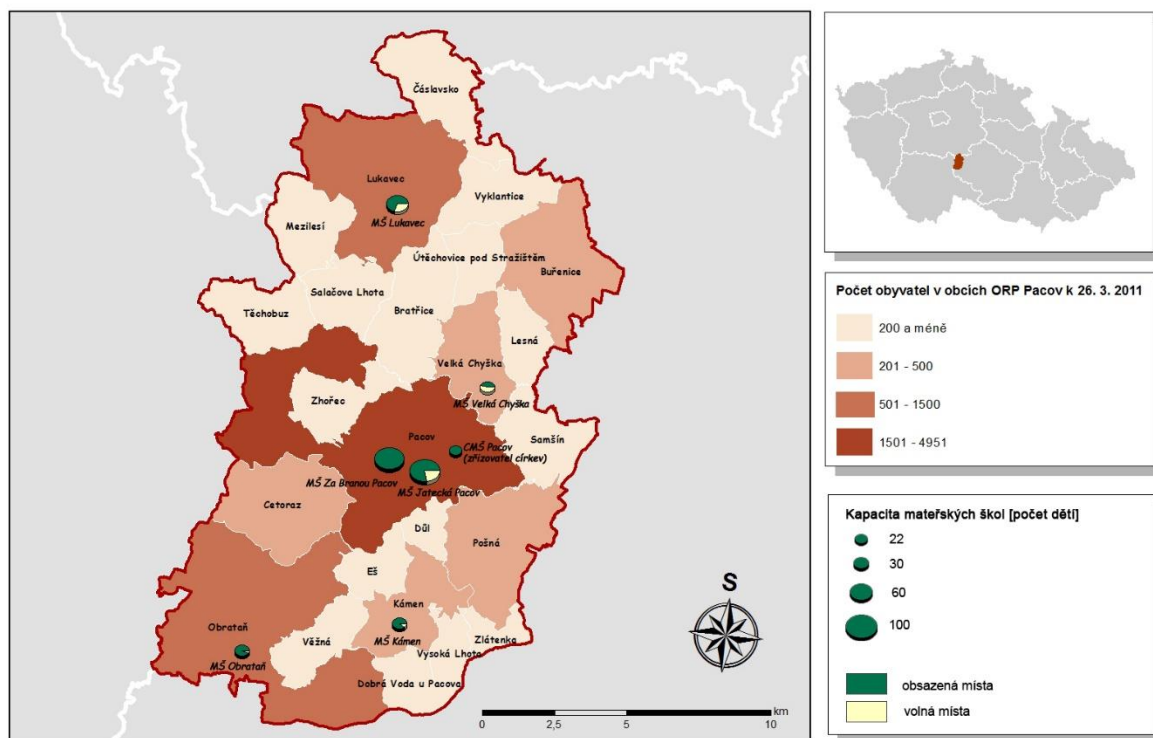 Čáslavsko
Lukavec
MŠ Lukavec
Vyklantice
Mezilesí
Útěchovice pod Stražištěm
Buřenice
Salačova Lhota
Těchobuz
Bratřice
Lesná
Velká Chyška
MŠ Velká Chyška
Zhořec
Pacov
CMŠ Pacov
(zřizovatel církev)
Samšín
MŠ Za Branou Pacov
MŠ Jatecká Pacov
Cetoraz
Důl
Pošná
Eš
Kámen
MŠ Kámen
Obrataň
MŠ Obrataň
Věžná
Zlátenka
Vysoká Lhota
Dobrá Voda u Pacova
S
km
0
2,5
5
10
Počet obyvatel v obcích ORP Pacov k 26. 3. 2011
200 a méně
201 - 500
501 - 1500
1501 - 4951
Kapacita mateřských škol [počet dětí]
22
30
60
100
obsazená místa
volná místa